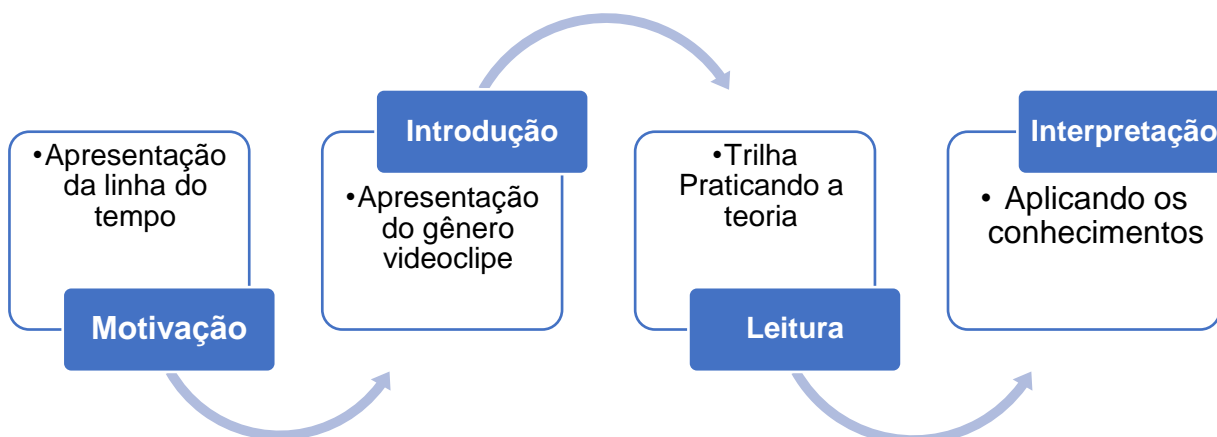 •Apresentação
da linha do
tempo
Motivação
Introdução
•Apresentação
do gênero
videoclipe
•Trilha
Praticando a
teoria
Leitura
Interpretação
• Aplicando os
conhecimentos